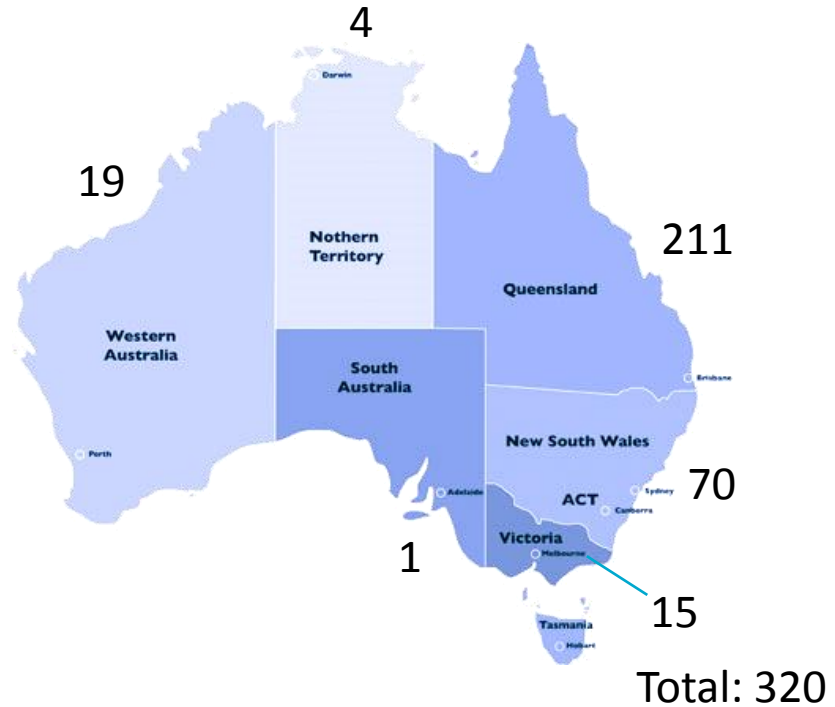 4
Darwin
19
Nothern
Territory
211
Queensland
Western
Australia
South
Australia
Brisbane
New South Wales
Perth
Adelaide
ACT
Sydney
70
Canberra
Victoria
Melbourne
1
15
Tasmania
Hobart
Total: 320